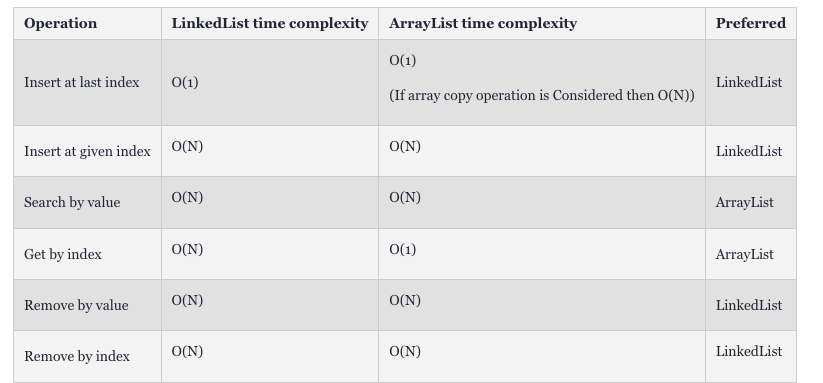 Operation LinkedList time complexity ArrayList time complexity Preferred
Insert at last index O(1) O(1) LinkedList
(If array copy operation is Considered then O(N))
Insert at given index O(N) O(N) LinkedList
Search by value O(N) O(N) ArrayList
Get by index O(N) O(1) ArrayList
Remove by value O(N) O(N) LinkedList
Remove by index O(N) O(N) LinkedList